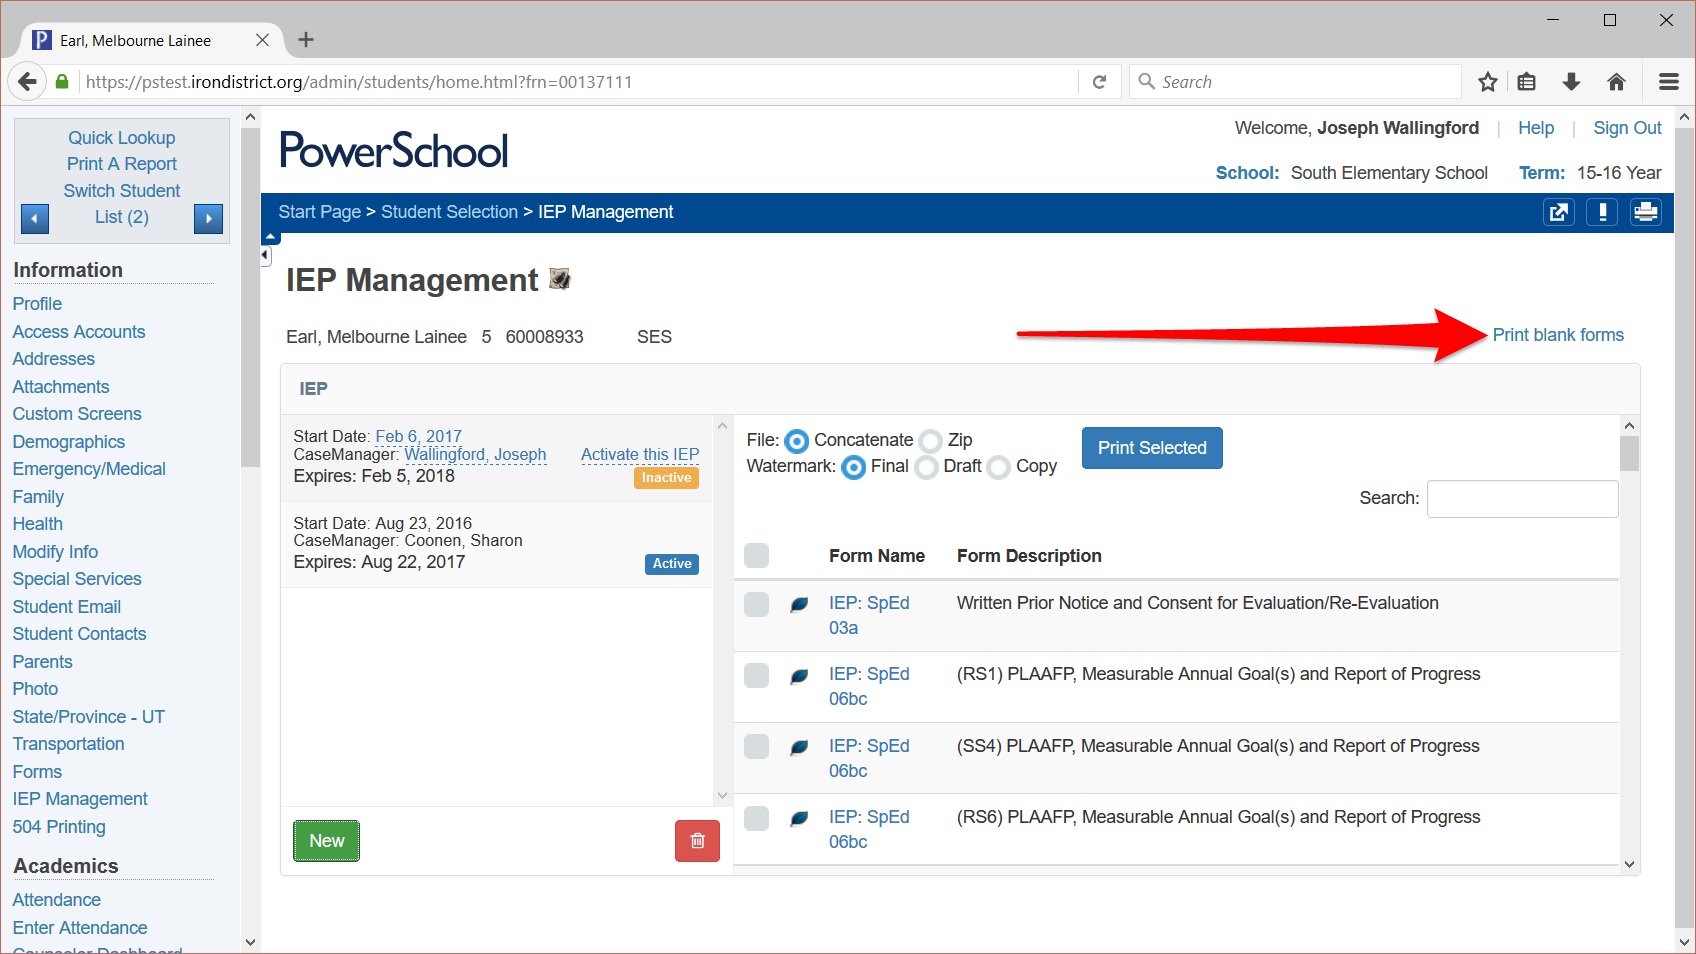 Earl, Melbourne Lainee
https://pstest.irondistrict.org/admin/students/home.html?frn=00137111
Search
Quick Lookup
Print A Report
Switch Student
List (2)
Information
Profile
Access Accounts
Addresses
Attachments
Custom Screens
Demographics
Emergency/Medical
Family
Health
Modify Info
Special Services
Student Email
Student Contacts
Parents
Photo
State/Province - UT
Transportation
Forms
IEP Management
504 Printing
Academics
Attendance
Enter Attendance
Counselor Dashboard
PowerSchool
Welcome, Joseph Wallingford | Help | Sign Out
School: South Elementary School Term: 15-16 Year
Start Page > Student Selection > IEP Management
IEP Management
Earl, Melbourne Lainee 5 60008933 SES
Print blank forms
IEP
Start Date: Feb 6, 2017
CaseManager: Wallingford, Joseph Activate this IEP
Expires: Feb 5, 2018 Inactive
Start Date: Aug 23, 2016
CaseManager: Coonen, Sharon
Expires: Aug 22, 2017 Active
New
File: Concatenate Zip
Watermark: Final Draft Copy
Print Selected
Search:
Form Name Form Description
IEP: SpEd 03a Written Prior Notice and Consent for Evaluation/Re-Evaluation
IEP: SpEd 06bc (RS1) PLAAFP, Measurable Annual Goal(s) and Report of Progress
IEP: SpEd 06bc (SS4) PLAAFP, Measurable Annual Goal(s) and Report of Progress
IEP: SpEd 06bc (RS6) PLAAFP, Measurable Annual Goal(s) and Report of Progress